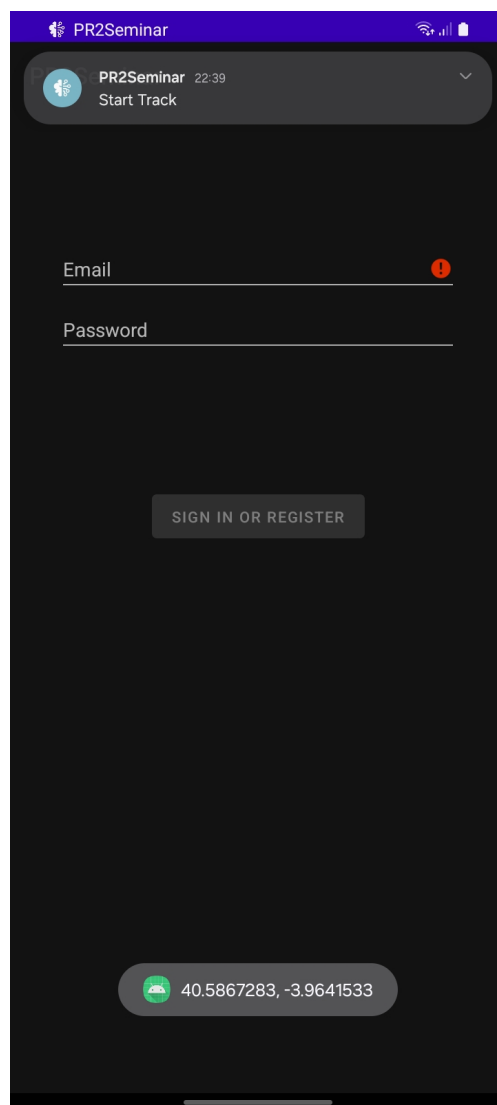 PR2Seminar
PR2Seminar 22:39
Start Track
Email
Password
SIGN IN OR REGISTER
40.5867283, -3.9641533